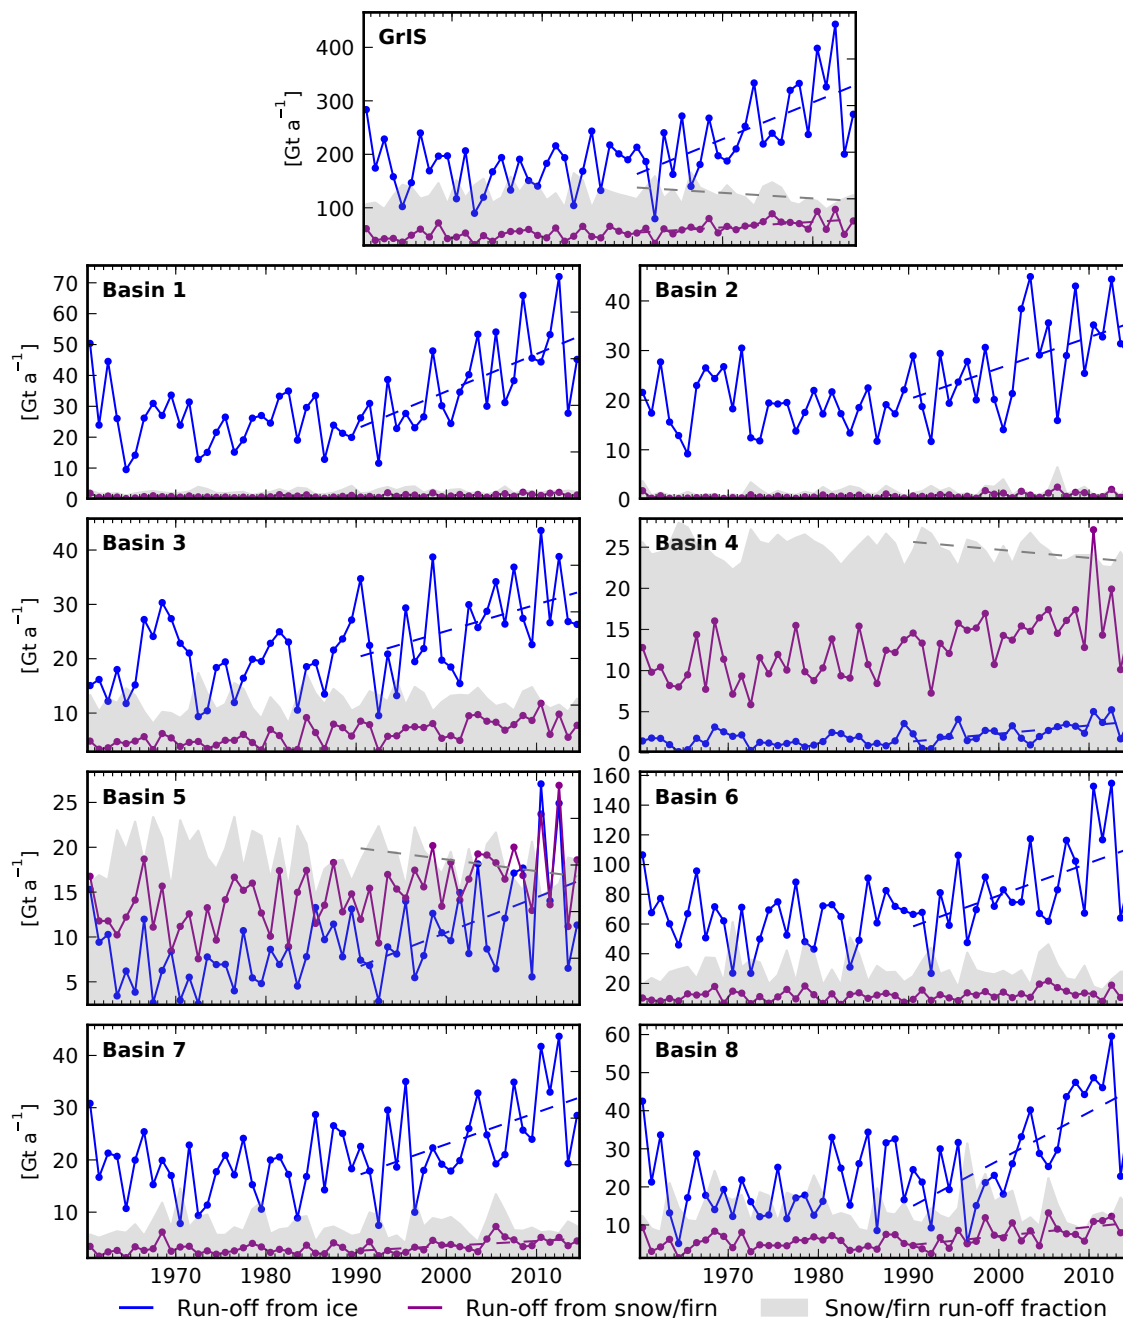 GrIS
400
300
200
100
[Gt a⁻¹]
Basin 1
70
60
50
40
30
20
10
0
[Gt a⁻¹]
Basin 2
40
30
20
10
0
Basin 3
40
30
20
10
[Gt a⁻¹]
Basin 4
25
20
15
10
5
0
Basin 5
25
20
15
10
5
[Gt a⁻¹]
Basin 6
160
140
120
100
80
60
40
20
Basin 7
40
30
20
10
[Gt a⁻¹]
1970 1980 1990 2000 2010
Basin 8
60
50
40
30
20
10
1970 1980 1990 2000 2010
Run-off from ice
Run-off from snow/firn
Snow/firn run-off fraction